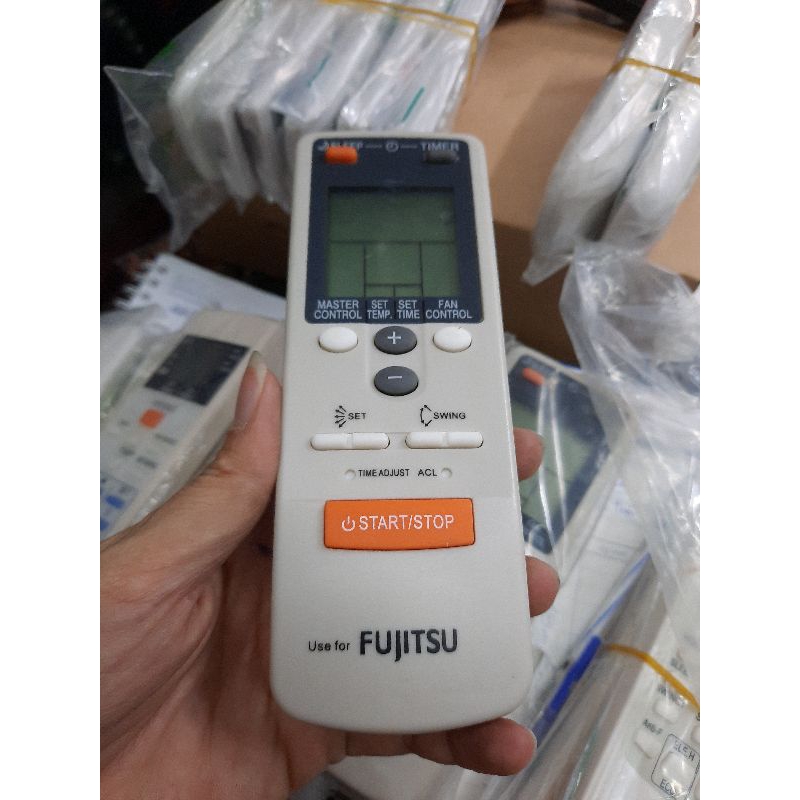 SLEEP TIMER
MASTER CONTROL SET TEMP. SET TIME FAN CONTROL
+
−
SET SWING
TIME ADJUST ACL
START/STOP
Use for FUJITSU